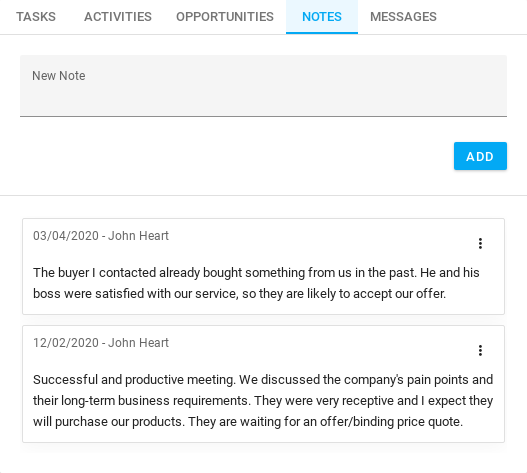 TASKS ACTIVITIES OPPORTUNITIES NOTES MESSAGES
New Note
ADD
03/04/2020 - John Heart
The buyer I contacted already bought something from us in the past. He and his
boss were satisfied with our service, so they are likely to accept our offer.
12/02/2020 - John Heart
Successful and productive meeting. We discussed the company's pain points and
their long-term business requirements. They were very receptive and I expect they
will purchase our products. They are waiting for an offer/binding price quote.